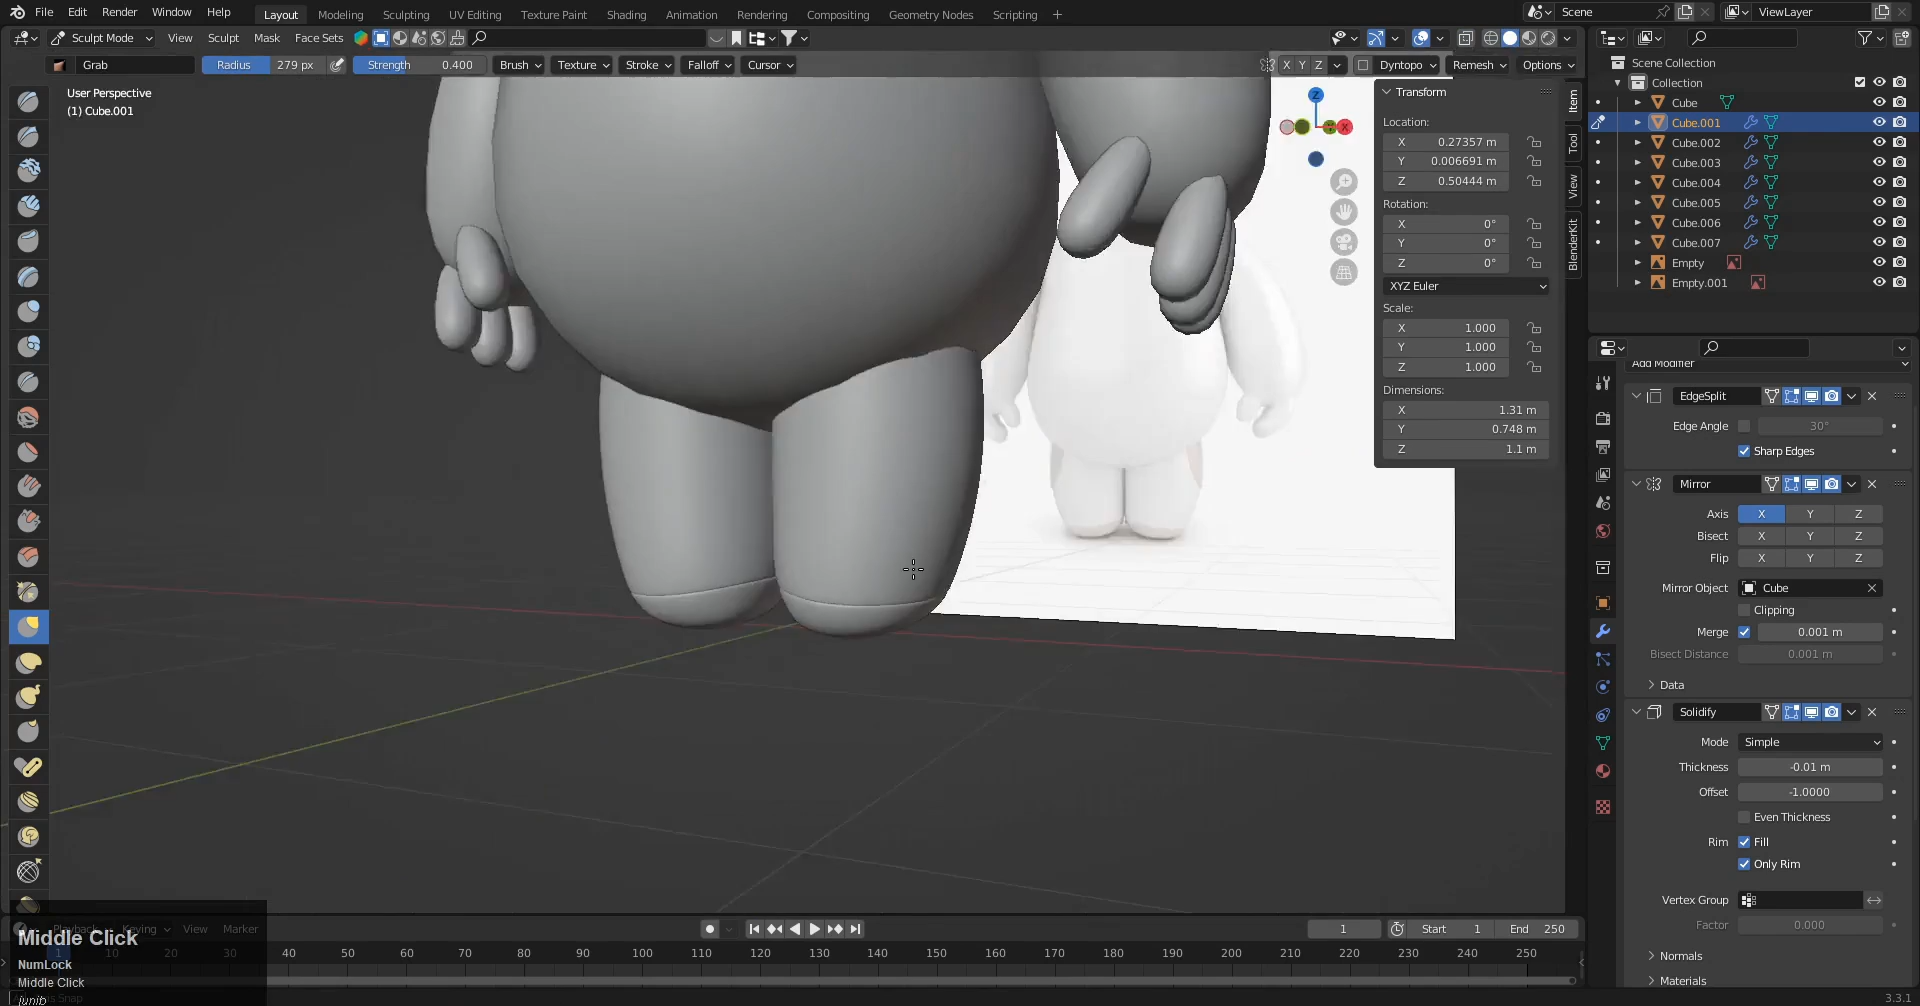 File Edit Render Window Help Layout Modeling Sculpting UV Editing Texture Paint Shading Animation Rendering Compositing Geometry Nodes Scripting + Scene ViewLayer
Sculpt Mode View Sculpt Mask Face Sets
Grab Radius 279 px Strength 0.400 Brush Texture Stroke Falloff Cursor X Y Z Dyntopo Remesh Options
User Perspective
(1) Cube.001
Z
X
Transform
Location:
X 0.27357 m
Y 0.006691 m
Z 0.50444 m
Rotation:
X 0°
Y 0°
Z 0°
XYZ Euler
Scale:
X 1.000
Y 1.000
Z 1.000
Dimensions:
X 1.31 m
Y 0.748 m
Z 1.1 m
Item
Tool
View
BlenderKit
Scene Collection
Collection
Cube
Cube.001
Cube.002
Cube.003
Cube.004
Cube.005
Cube.006
Cube.007
Empty
Empty.001
Add Modifier
EdgeSplit
Edge Angle 30°
Sharp Edges
Mirror
Axis X Y Z
Bisect X Y Z
Flip X Y Z
Mirror Object Cube
Clipping
Merge 0.001 m
Bisect Distance 0.001 m
Data
Solidify
Mode Simple
Thickness -0.01 m
Offset -1.0000
Even Thickness
Rim Fill
Only Rim
Vertex Group
Factor 0.000
Normals
Materials
Playback Keying View Marker
1 Start 1 End 250
1 10 20 30 40 50 60 70 80 90 100 110 120 130 140 150 160 170 180 190 200 210 220 230 240 250
Middle Click
NumLock
Middle Click
3.3.1